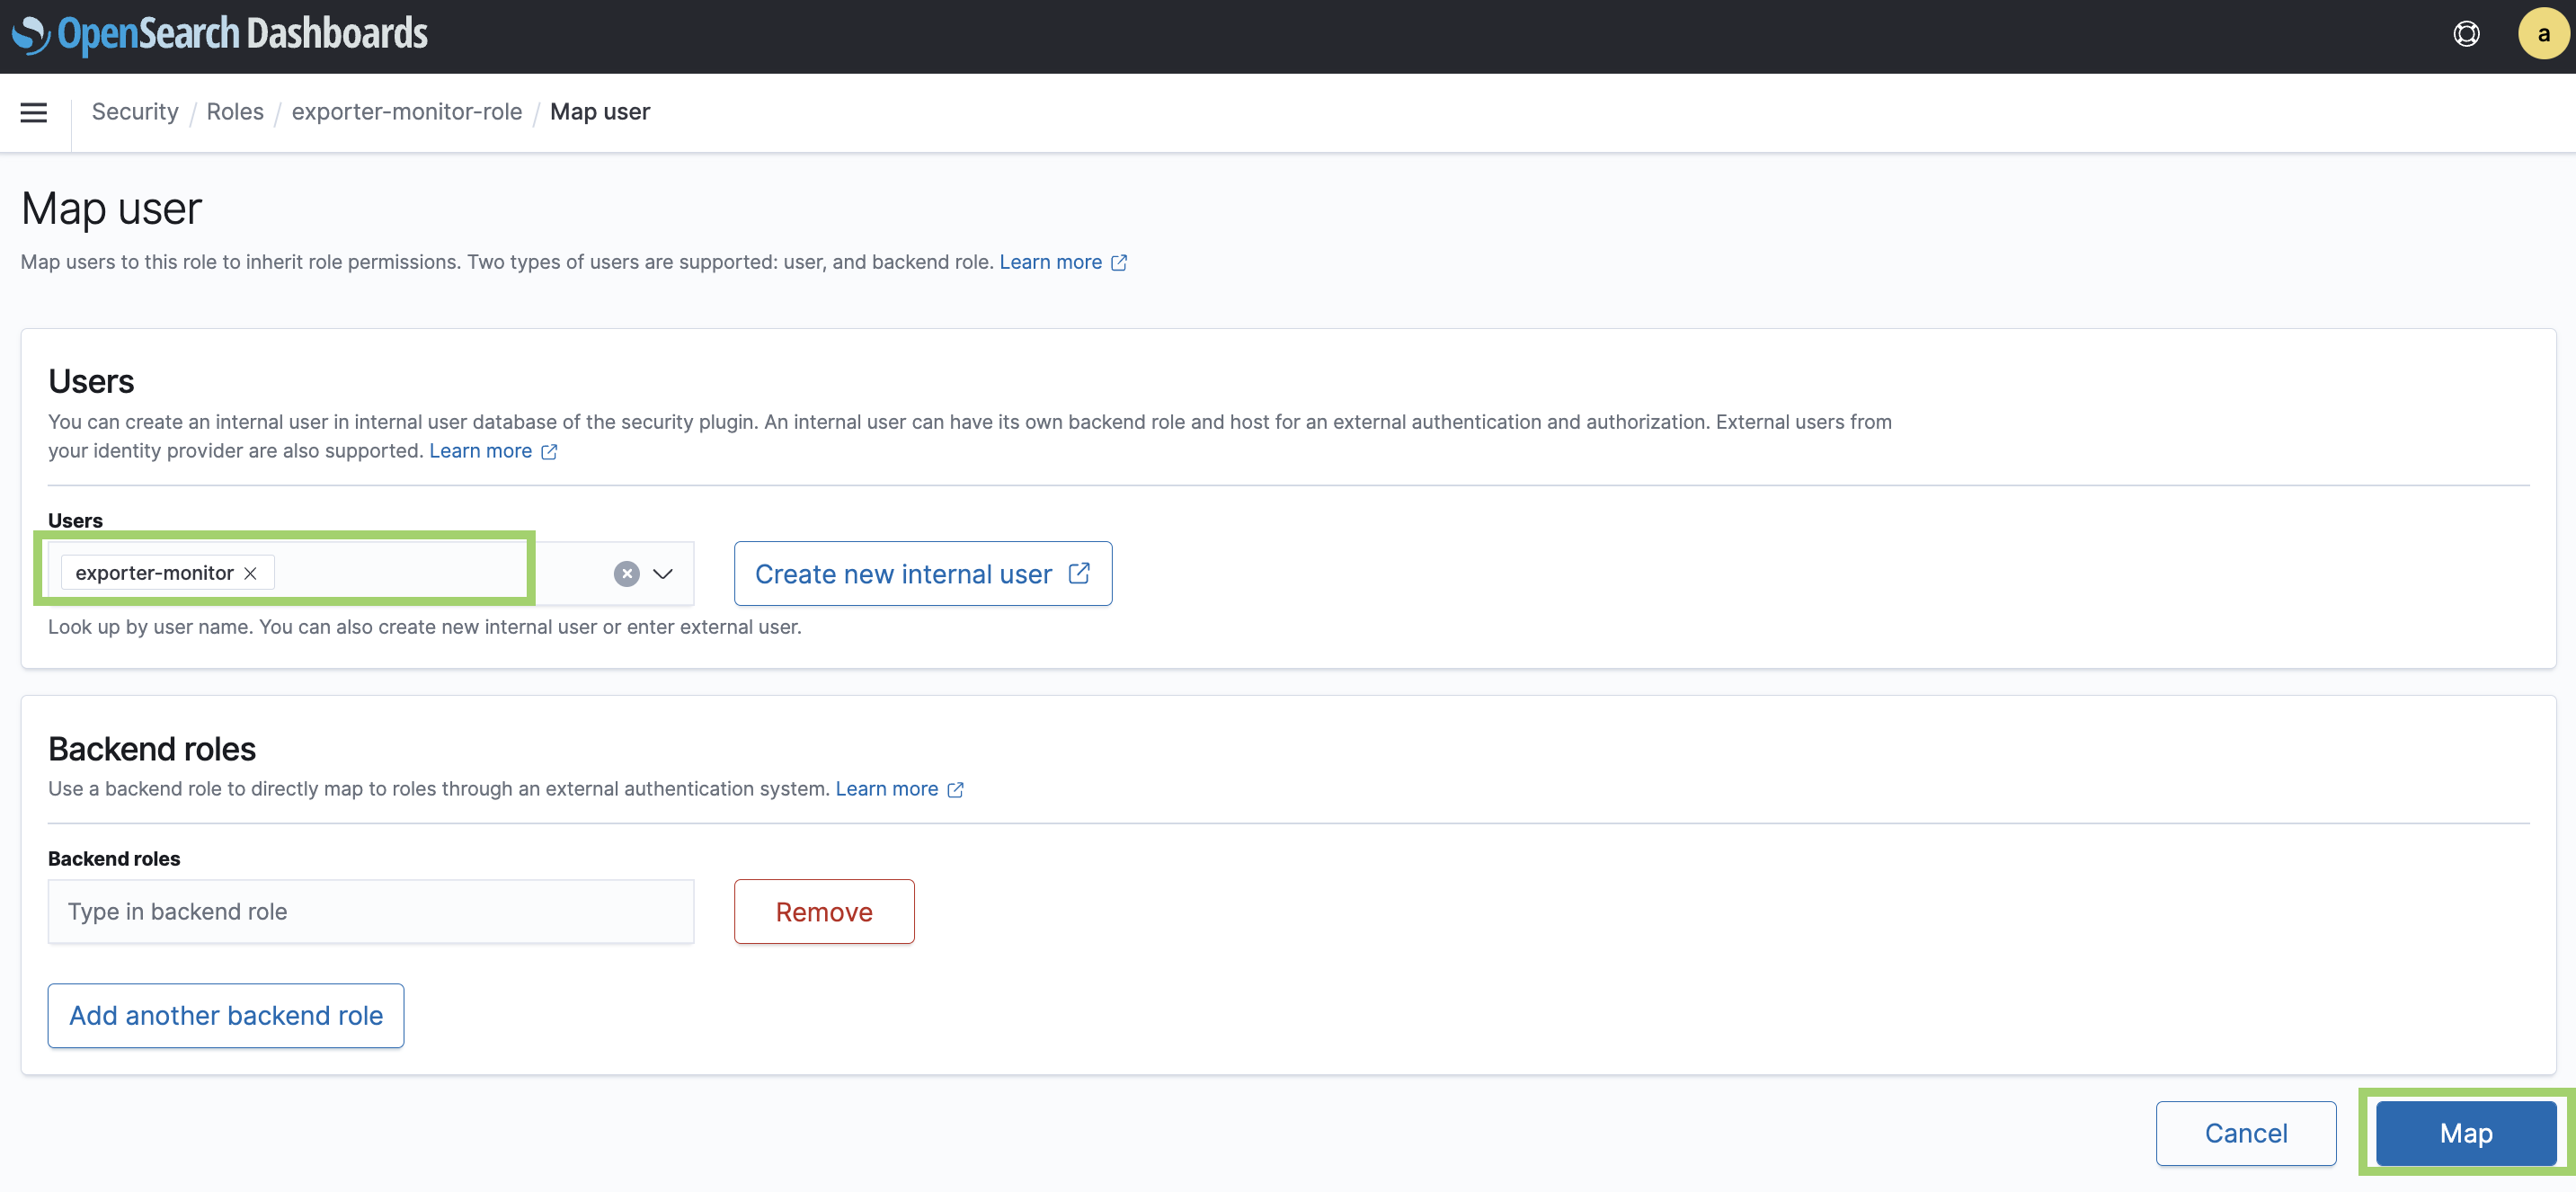 OpenSearch Dashboards
a
Security / Roles / exporter-monitor-role / Map user
Map user
Map users to this role to inherit role permissions. Two types of users are supported: user, and backend role. Learn more
Users
You can create an internal user in internal user database of the security plugin. An internal user can have its own backend role and host for an external authentication and authorization. External users from
your identity provider are also supported. Learn more
Users
exporter-monitor
Create new internal user
Look up by user name. You can also create new internal user or enter external user.
Backend roles
Use a backend role to directly map to roles through an external authentication system. Learn more
Backend roles
Type in backend role
Remove
Add another backend role
Cancel
Map